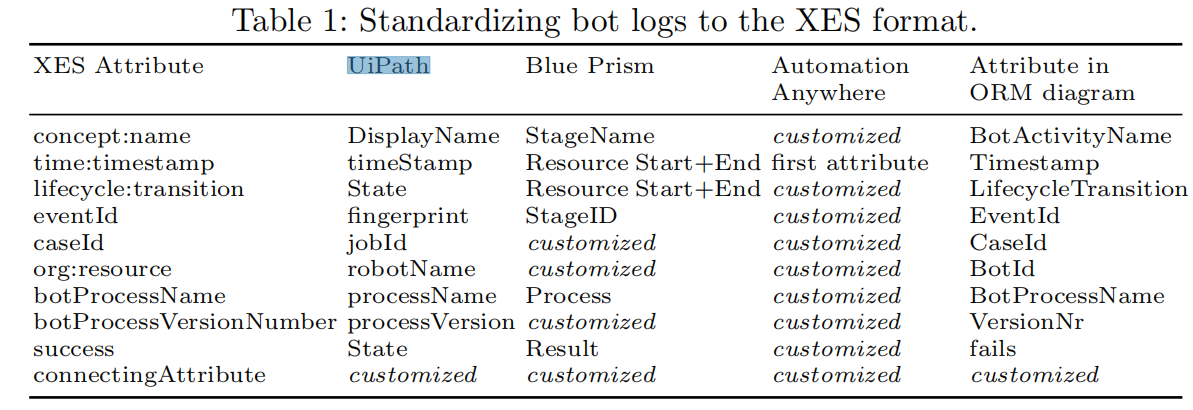 Table 1: Standardizing bot logs to the XES format.
XES Attribute UiPath Blue Prism Automation Anywhere Attribute in ORM diagram
concept:name DisplayName StageName customized BotActivityName
time:timestamp timeStamp Resource Start+End first attribute Timestamp
lifecycle:transition State Resource Start+End customized LifecycleTransition
eventId fingerprint StageID customized EventId
caseId jobId customized customized CaseId
org:resource robotName customized customized BotId
botProcessName processName Process customized BotProcessName
botProcessVersionNumber processVersion customized customized VersionNr
success State Result customized fails
connectingAttribute customized customized customized customized